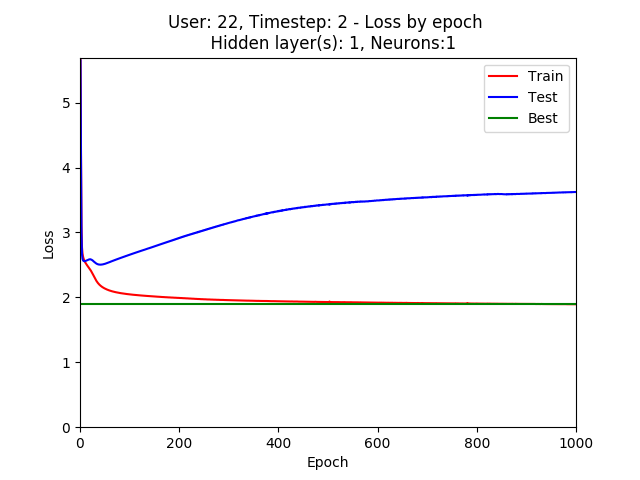 User: 22, Timestep: 2 - Loss by epoch
Hidden layer(s): 1, Neurons:1
Train
Test
Best
5
4
3
2
1
0
Loss
0 200 400 600 800 1000
Epoch